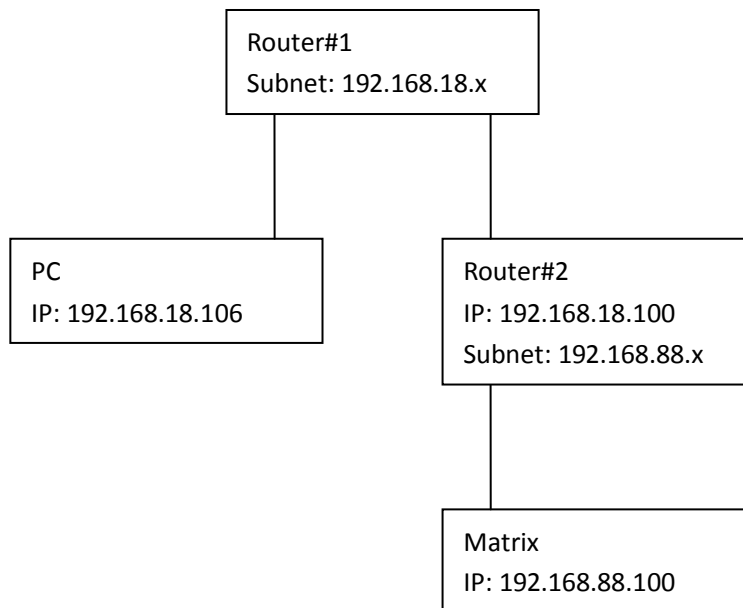 Router#1
Subnet: 192.168.18.x
PC
IP: 192.168.18.106
Router#2
IP: 192.168.18.100
Subnet: 192.168.88.x
Matrix
IP: 192.168.88.100